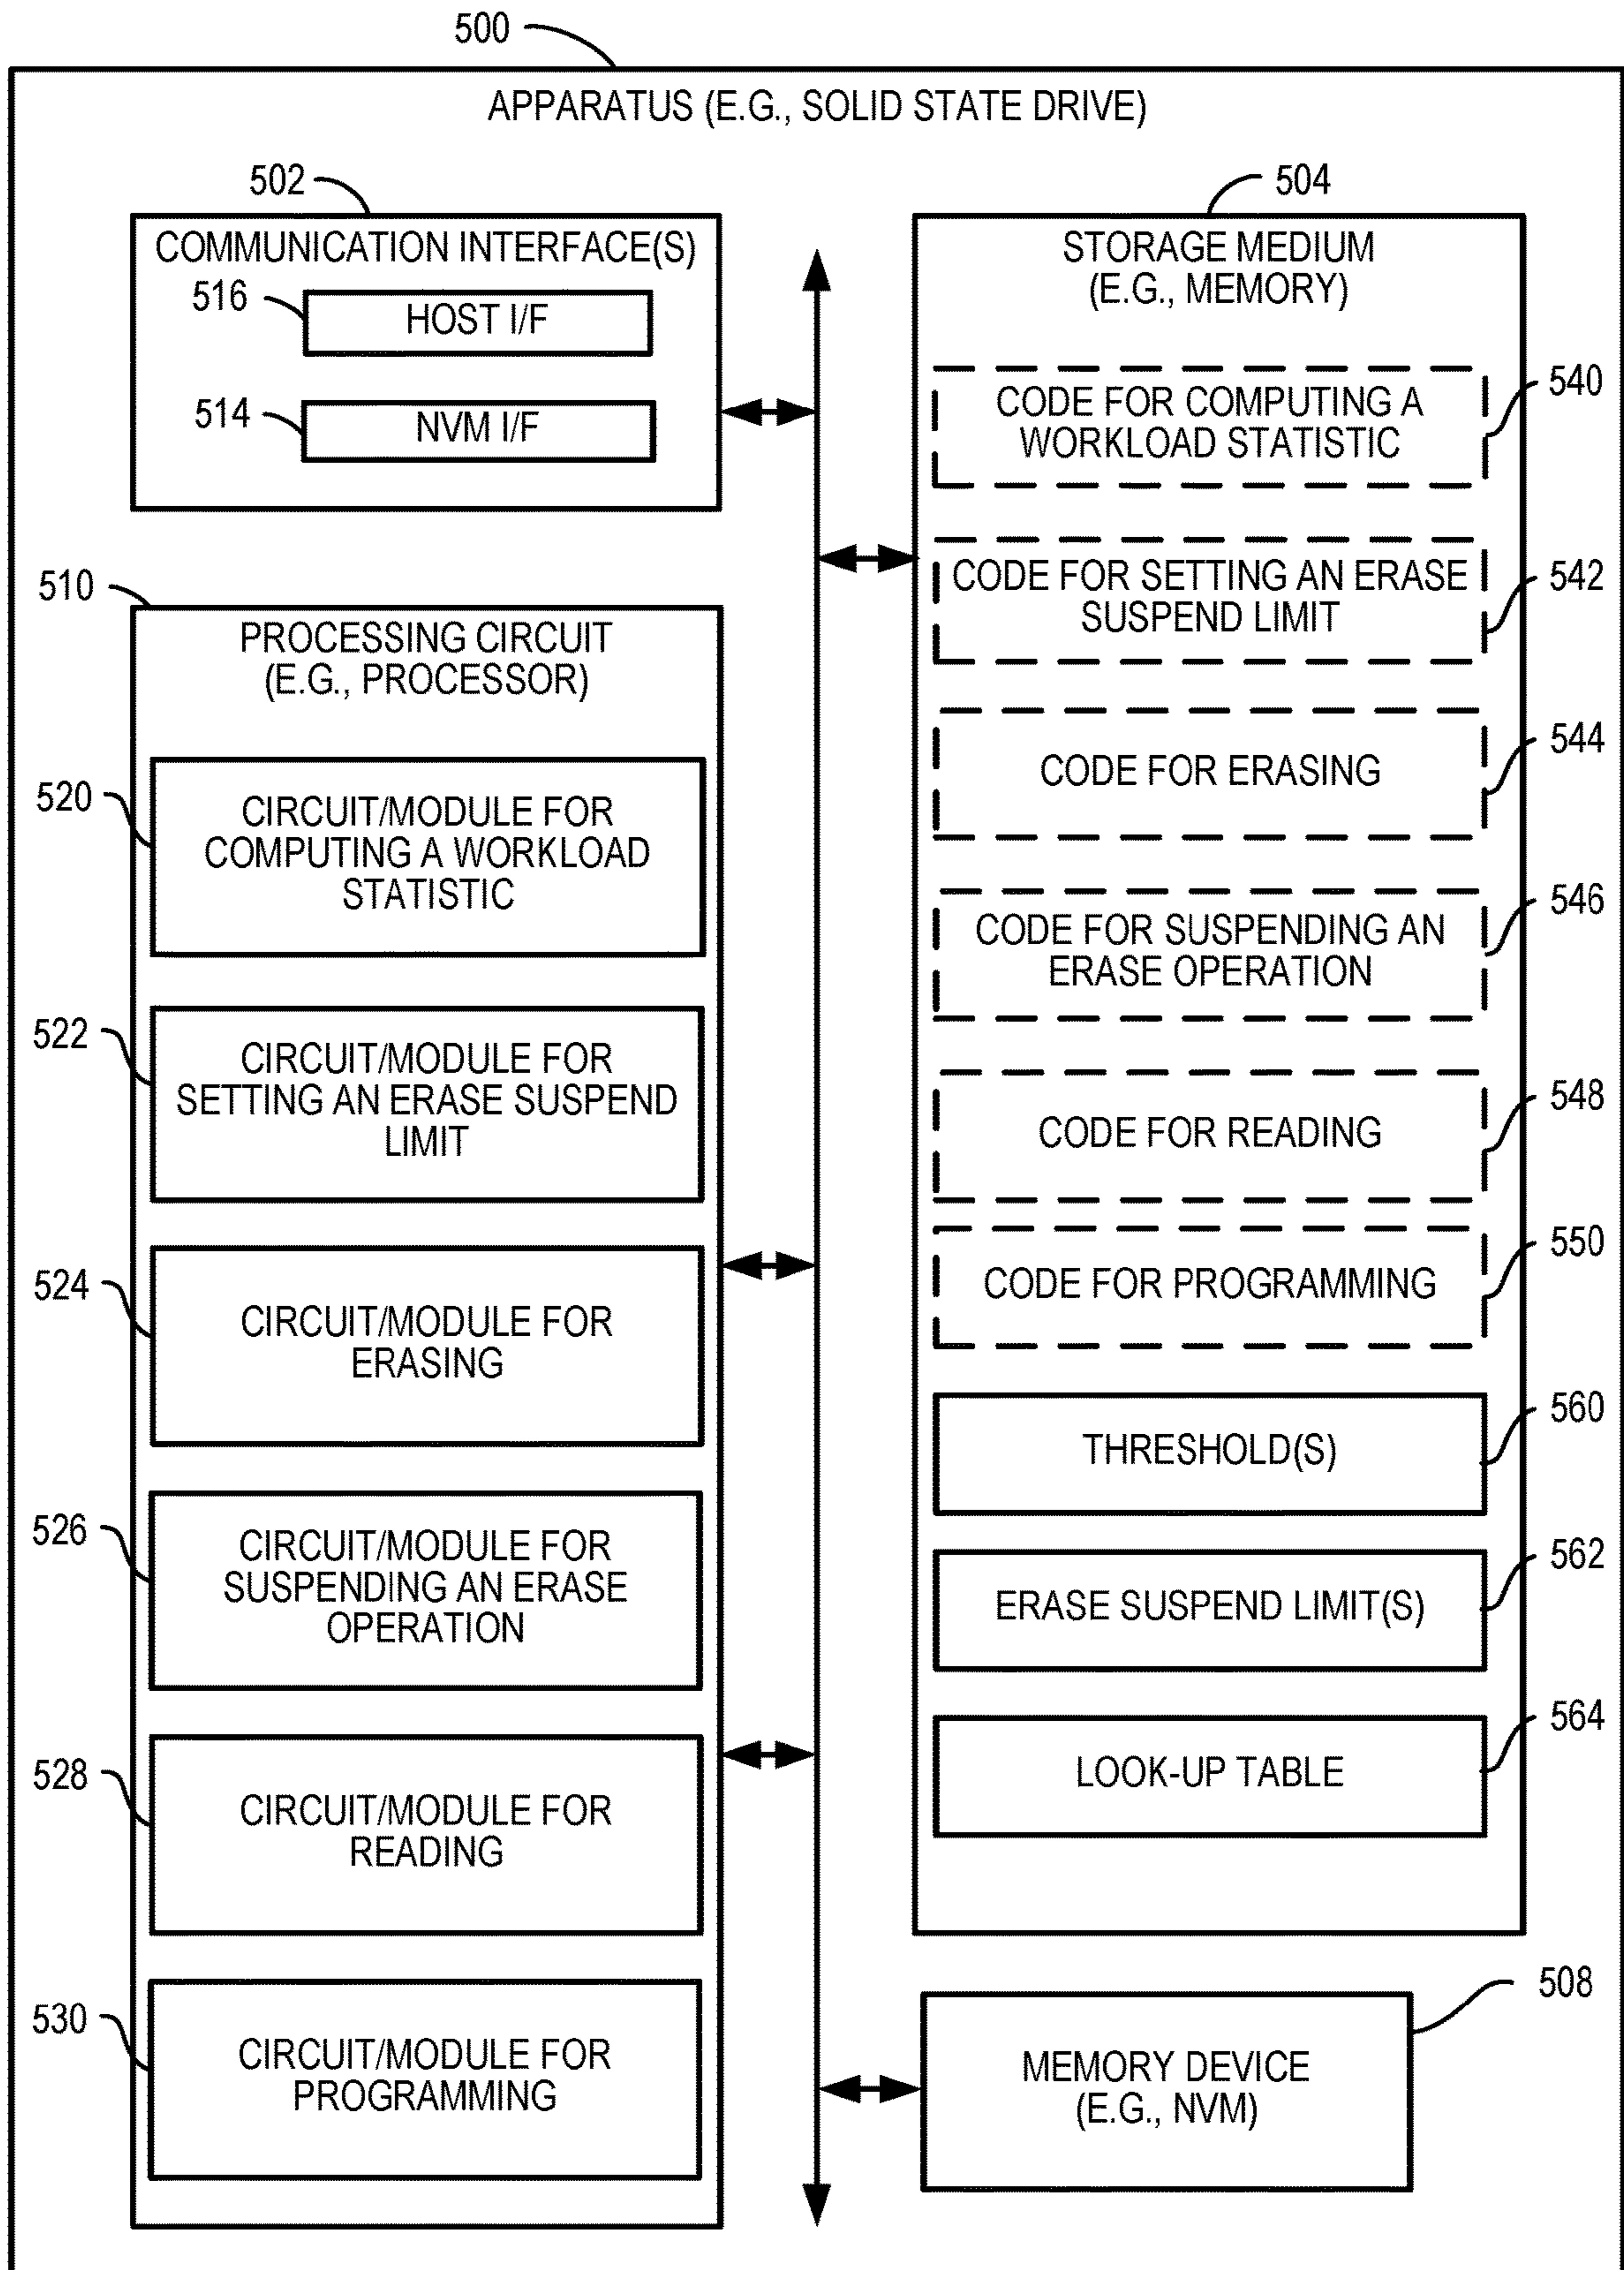 500
APPARATUS (E.G., SOLID STATE DRIVE)
502
COMMUNICATION INTERFACE(S)
516
HOST I/F
514
NVM I/F
510
PROCESSING CIRCUIT
(E.G., PROCESSOR)
520
CIRCUIT/MODULE FOR
COMPUTING A WORKLOAD
STATISTIC
522
CIRCUIT/MODULE FOR
SETTING AN ERASE SUSPEND
LIMIT
524
CIRCUIT/MODULE FOR
ERASING
526
CIRCUIT/MODULE FOR
SUSPENDING AN ERASE
OPERATION
528
CIRCUIT/MODULE FOR
READING
530
CIRCUIT/MODULE FOR
PROGRAMMING
504
STORAGE MEDIUM
(E.G., MEMORY)
540
CODE FOR COMPUTING A
WORKLOAD STATISTIC
542
CODE FOR SETTING AN ERASE
SUSPEND LIMIT
544
CODE FOR ERASING
546
CODE FOR SUSPENDING AN
ERASE OPERATION
548
CODE FOR READING
550
CODE FOR PROGRAMMING
560
THRESHOLD(S)
562
ERASE SUSPEND LIMIT(S)
564
LOOK-UP TABLE
508
MEMORY DEVICE
(E.G., NVM)